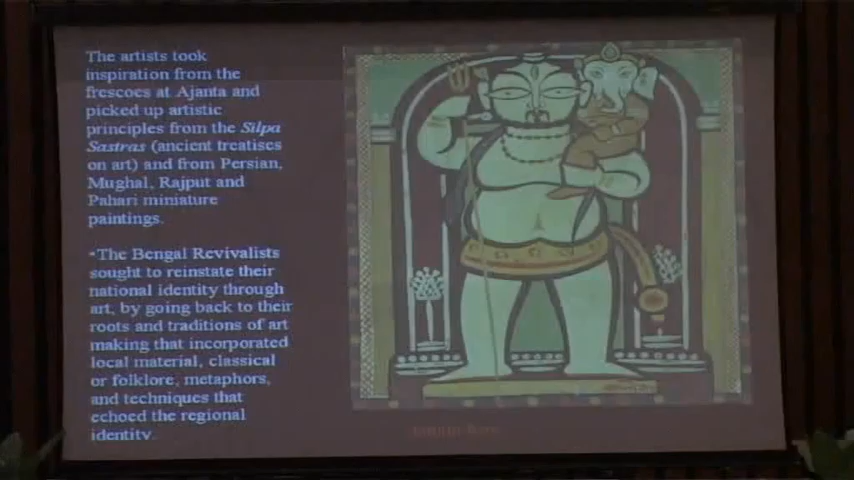 The artists took
inspiration from the
frescoes at Ajanta and
picked up artistic
principles from the Silpa
Sastras (ancient treatises
on art) and from Persian,
Mughal, Rajput and
Pahari miniature
paintings.
•The Bengal Revivalists
sought to reinstate their
national identity through
art, by going back to their
roots and traditions of art
making that incorporated
local material, classical
or folklore, metaphors,
and techniques that
echoed the regional
identity.